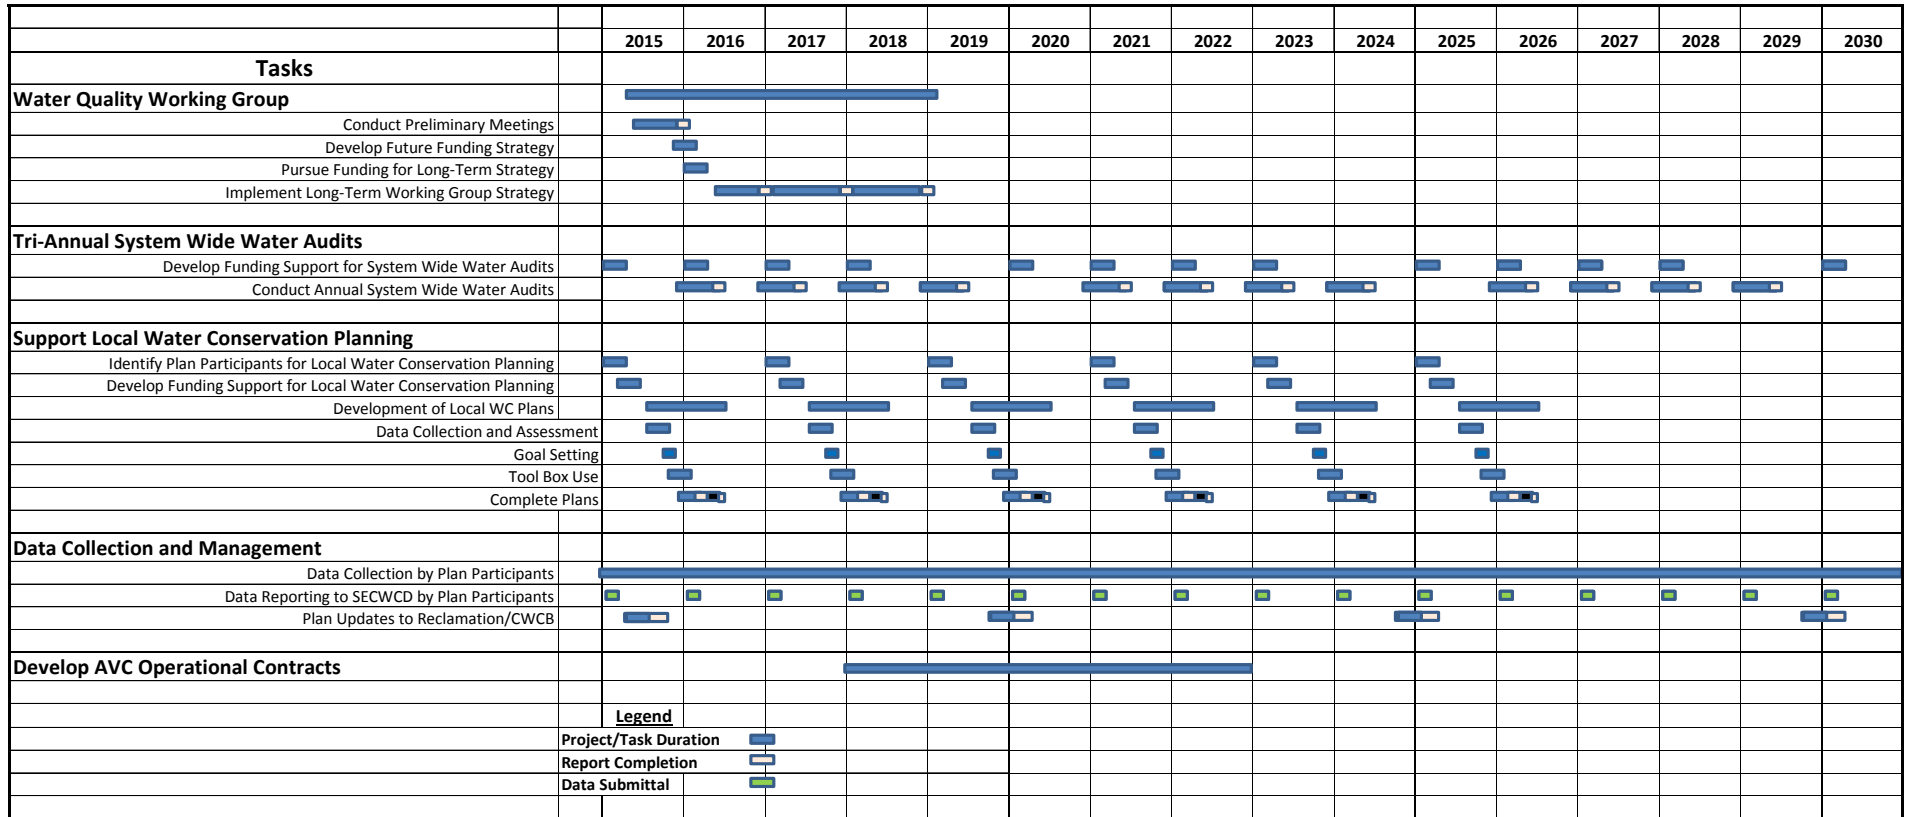 2015 2016 2017 2018 2019 2020 2021 2022 2023 2024 2025 2026 2027 2028 2029 2030
Tasks
Water Quality Working Group
Conduct Preliminary Meetings
Develop Future Funding Strategy
Pursue Funding for Long-Term Strategy
Implement Long-Term Working Group Strategy
Tri-Annual System Wide Water Audits
Develop Funding Support for System Wide Water Audits
Conduct Annual System Wide Water Audits
Support Local Water Conservation Planning
Identify Plan Participants for Local Water Conservation Planning
Develop Funding Support for Local Water Conservation Planning
Development of Local WC Plans
Data Collection and Assessment
Goal Setting
Tool Box Use
Complete Plans
Data Collection and Management
Data Collection by Plan Participants
Data Reporting to SECWCD by Plan Participants
Plan Updates to Reclamation/CWCB
Develop AVC Operational Contracts
Legend
Project/Task Duration
Report Completion
Data Submittal